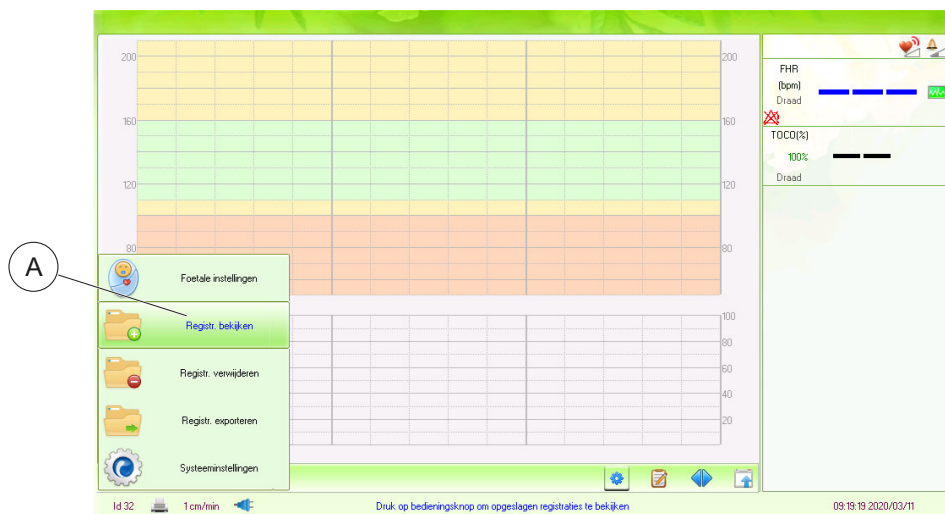 200
160
120
80
200
160
120
80
100
80
60
40
20
A
Foetale instellingen
Registr. bekijken
Registr. verwijderen
Registr. exporteren
Systeeminstellingen
FHR
(bpm)
Draad
TOCO(%)
100%
Draad
Id 32 1 cm/min Druk op bedieningsknop om opgeslagen registraties te bekijken 09:19:19 2020/03/11